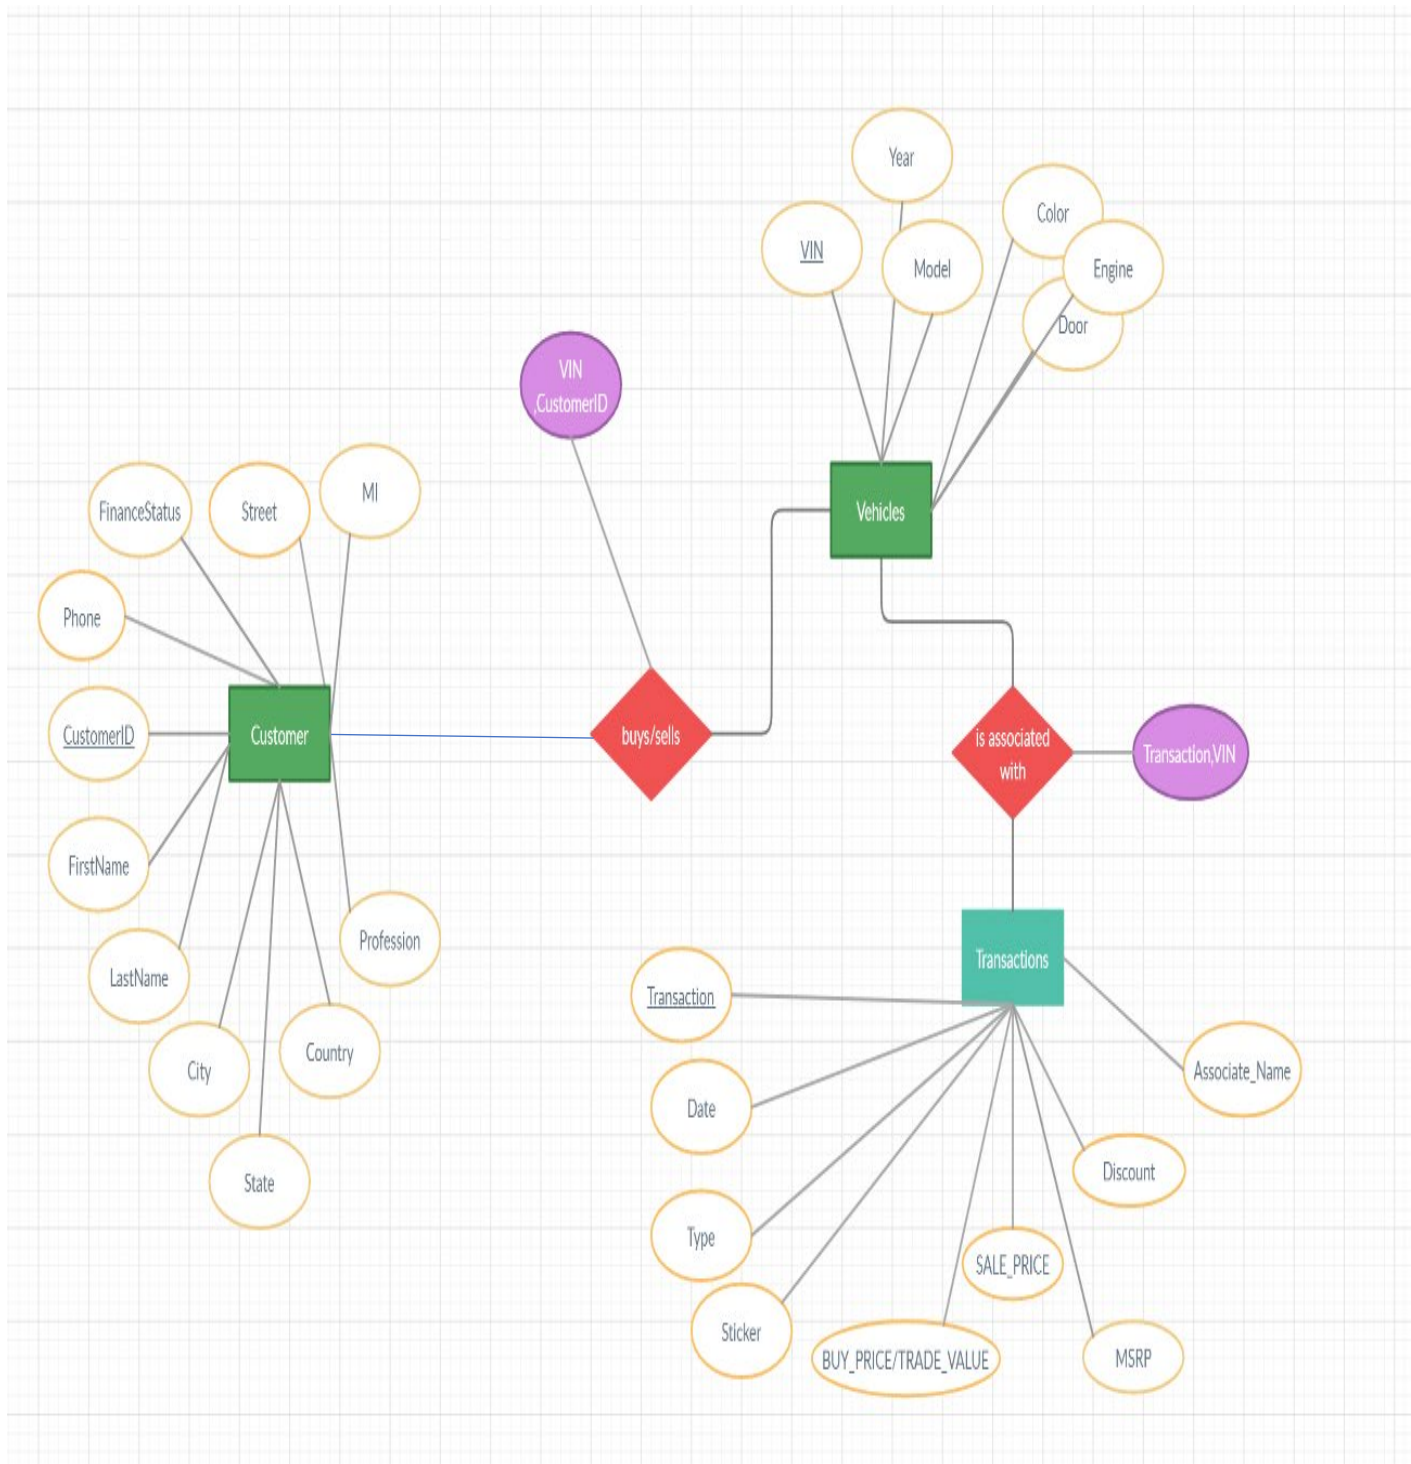 Year
Color
VIN
Model
Engine
Door
VIN
,CustomerID
MI
FinanceStatus
Street
Vehicles
Phone
CustomerID
Customer
buys/sells
is associated
with
Transaction,VIN
FirstName
Profession
LastName
Transactions
Transaction
Country
City
Associate_Name
Date
Discount
State
Type
SALE_PRICE
Sticker
BUY_PRICE/TRADE_VALUE
MSRP